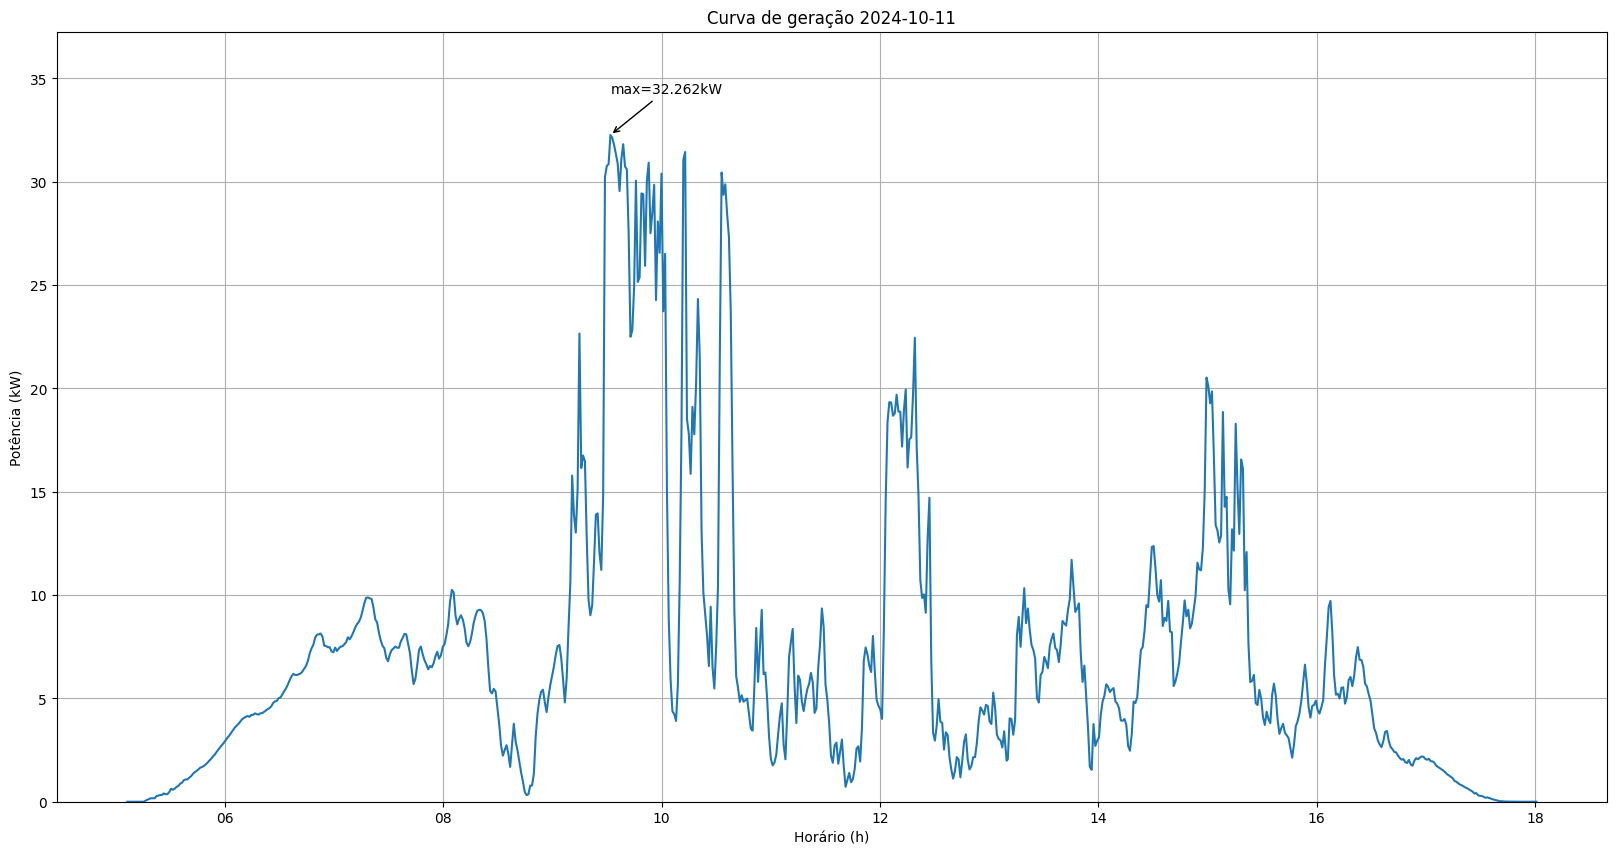 Curva de geração 2024-10-11
max=32.262kW
Potência (kW)
35
30
25
20
15
10
5
0
06 08 10 12 14 16 18
Horário (h)